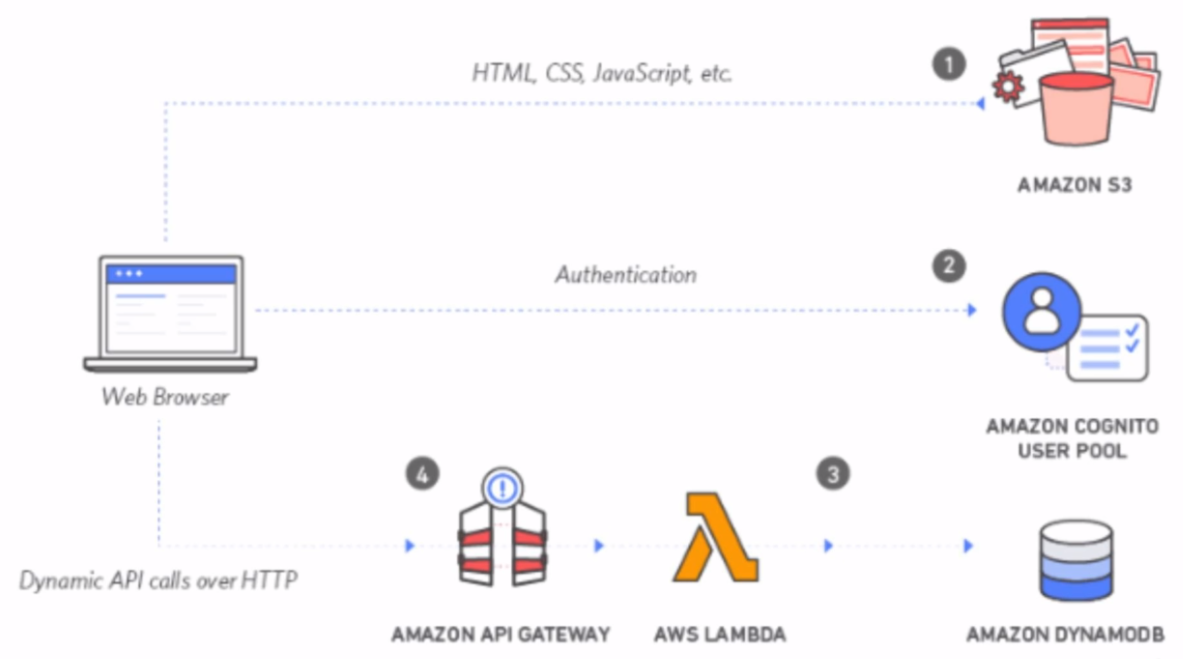 HTML, CSS, JavaScript, etc.
1
AMAZON S3
Authentication
2
Web Browser
AMAZON COGNITO
USER POOL
4
3
Dynamic API calls over HTTP
AMAZON API GATEWAY
AWS LAMBDA
AMAZON DYNAMODB